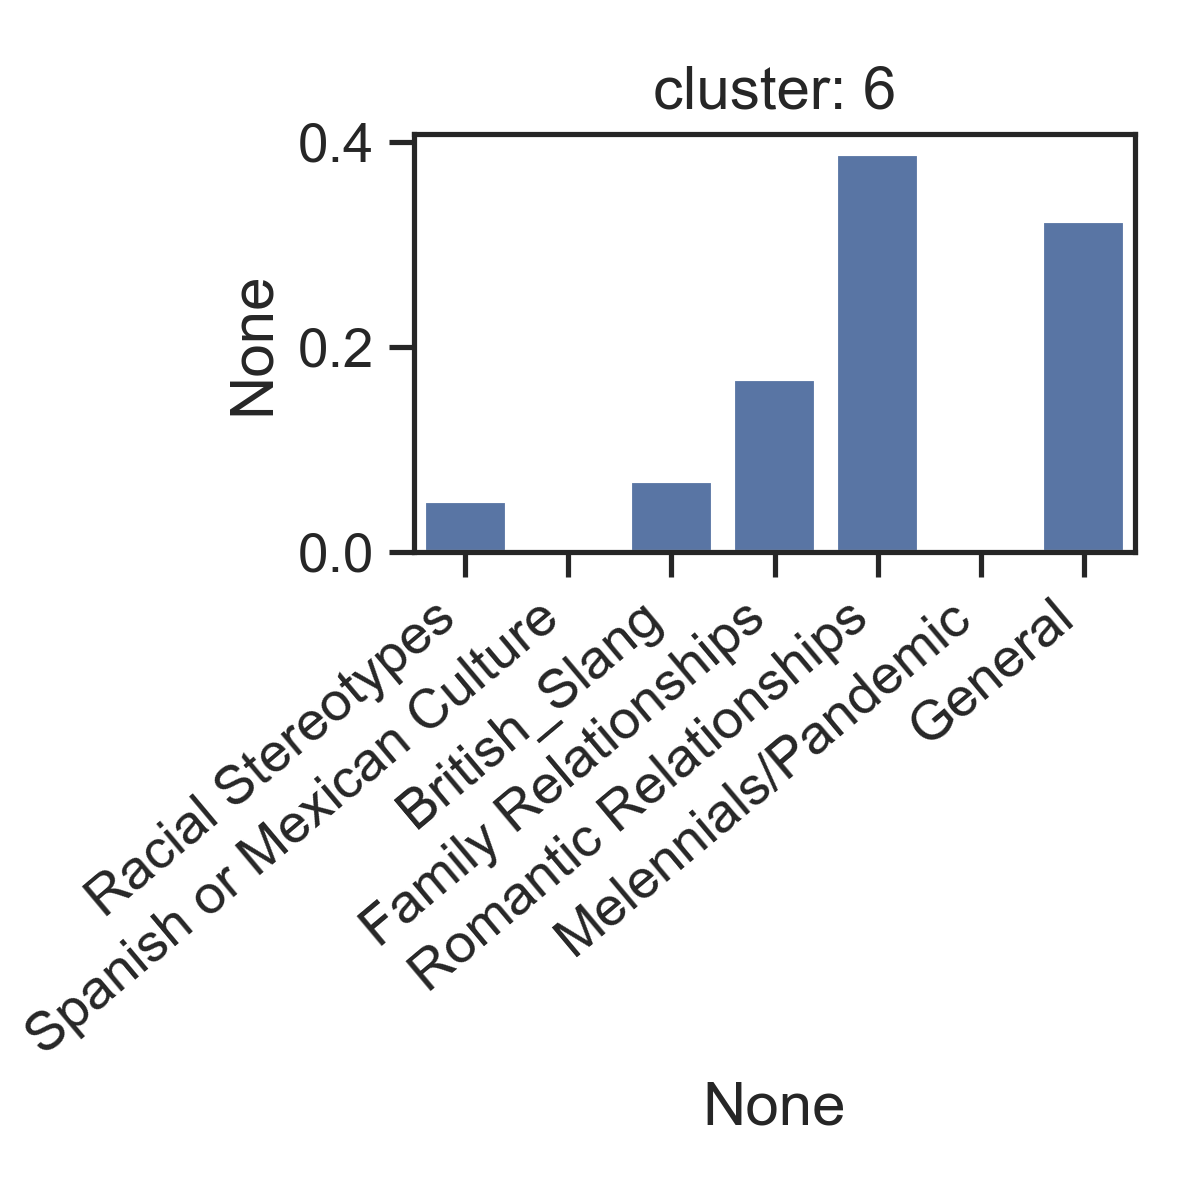 cluster: 6
0.4
0.2
0.0
None
Racial Stereotypes
Spanish or Mexican Culture
British_Slang
Family Relationships
Romantic Relationships
Melennials/Pandemic
General
None